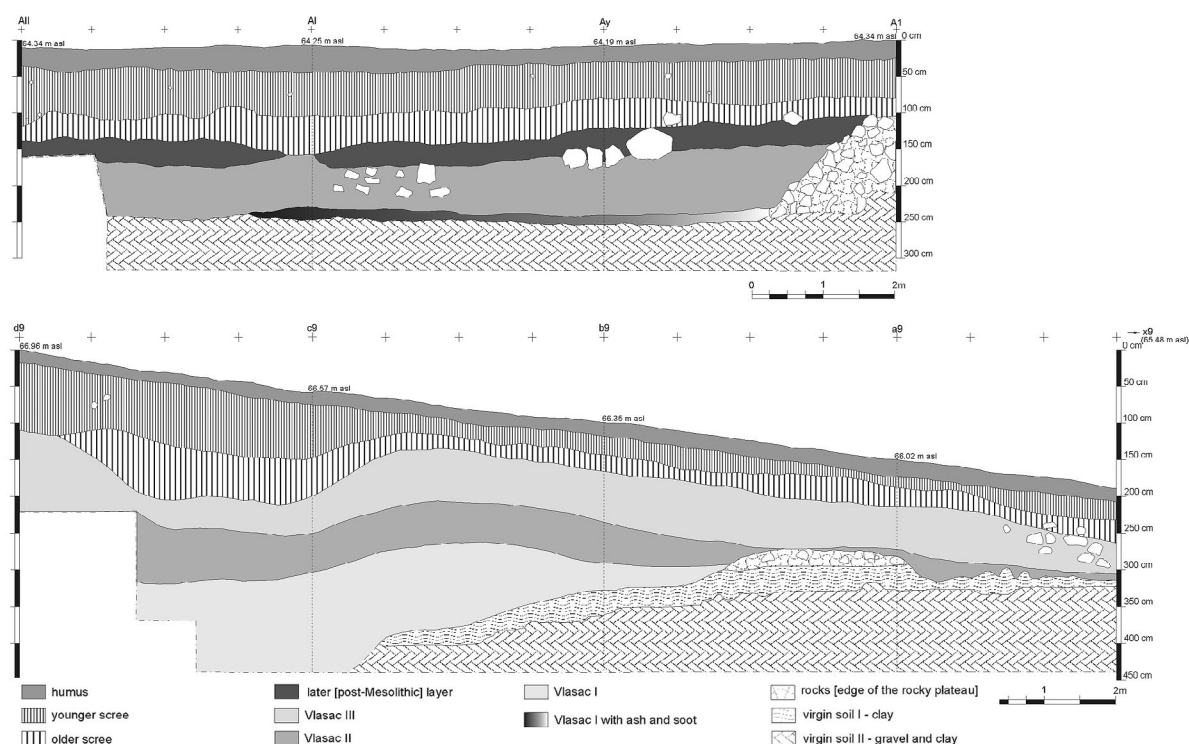 AII AI Ay A1
64.34 m asl 64.25 m asl 64.19 m asl 64.34 m asl 0 cm
50 cm
100 cm
150 cm
200 cm
250 cm
300 cm
0 1 2m
d9 c9 b9 a9 x9
66.96 m asl 0 cm (65.48 m asl)
50 cm
66.57 m asl
100 cm
66.35 m asl
150 cm
66.02 m asl
200 cm
250 cm
300 cm
350 cm
400 cm
450 cm
humus later [post-Mesolithic] layer Vlasac I rocks [edge of the rocky plateau] 1 2m
younger scree Vlasac III Vlasac I with ash and soot virgin soil I - clay
older scree Vlasac II virgin soil II - gravel and clay